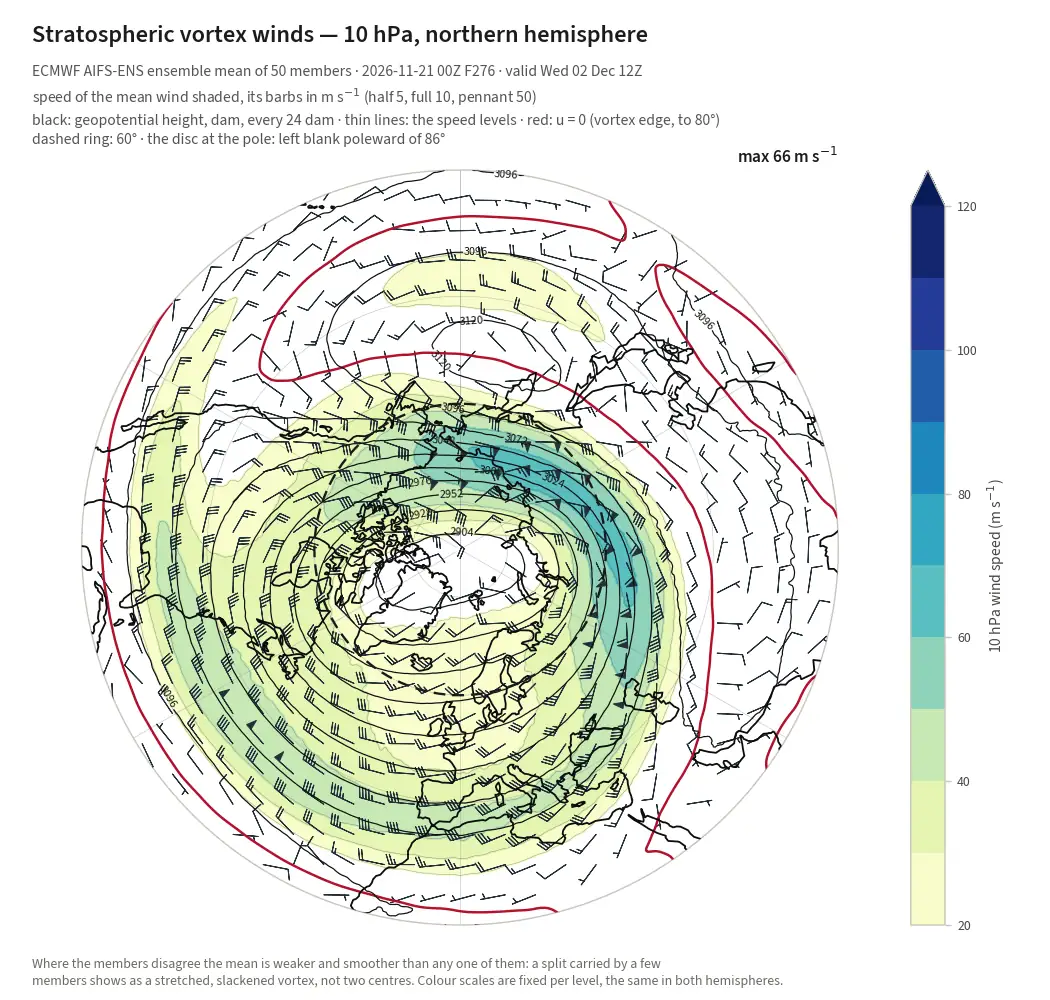 Stratospheric vortex winds — 10 hPa, northern hemisphere
ECMWF AIFS-ENS ensemble mean of 50 members · 2026-11-21 00Z F276 · valid Wed 02 Dec 12Z
speed of the mean wind shaded, its barbs in m s⁻¹ (half 5, full 10, pennant 50)
black: geopotential height, dam, every 24 dam · thin lines: the speed levels · red: u = 0 (vortex edge, to 80°)
dashed ring: 60° · the disc at the pole: left blank poleward of 86°
max 66 m s⁻¹
3096
3096
3120
3120
3096
3096
3072
3024
2976
2952
2904
3096
120
100
80
60
40
20
10 hPa wind speed (m s⁻¹)
Where the members disagree the mean is weaker and smoother than any one of them: a split carried by a few
members shows as a stretched, slackened vortex, not two centres. Colour scales are fixed per level, the same in both hemispheres.